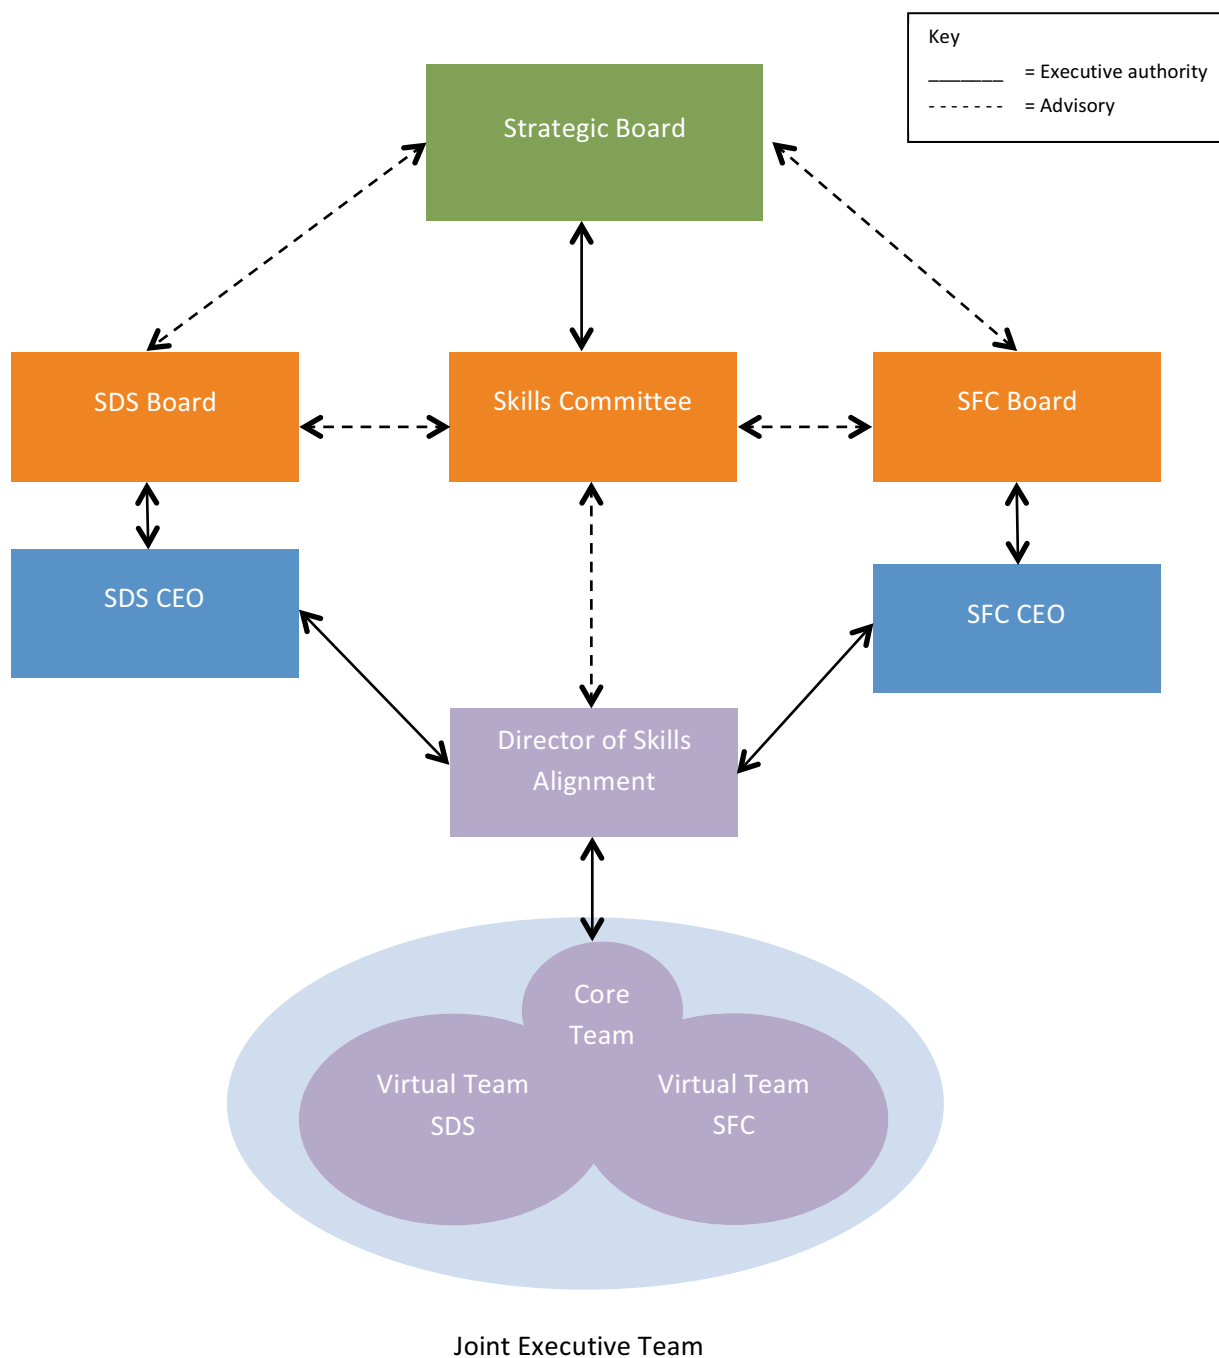 Key
_______ = Executive authority
- - - - - - - = Advisory
Strategic Board
SDS Board
Skills Committee
SFC Board
SDS CEO
SFC CEO
Director of Skills
Alignment
Core
Team
Virtual Team
SDS
Virtual Team
SFC
Joint Executive Team